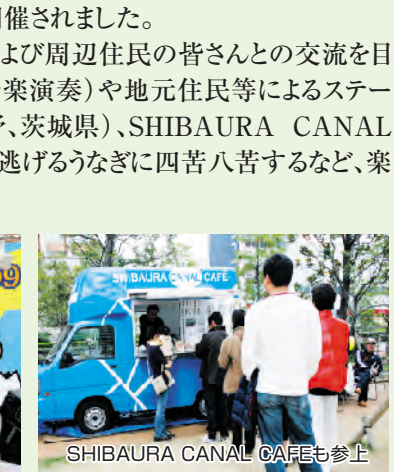 開催されました。
よび周辺住民の皆さんとの交流を目
楽演奏)や地元住民等によるステー
、茨城県)、SHIBAURA CANAL
逃げるうなぎに四苦八苦するなど、楽
09
SHIBAURA CANAL CAFE
SHIBAURA CANAL CAFEも参上